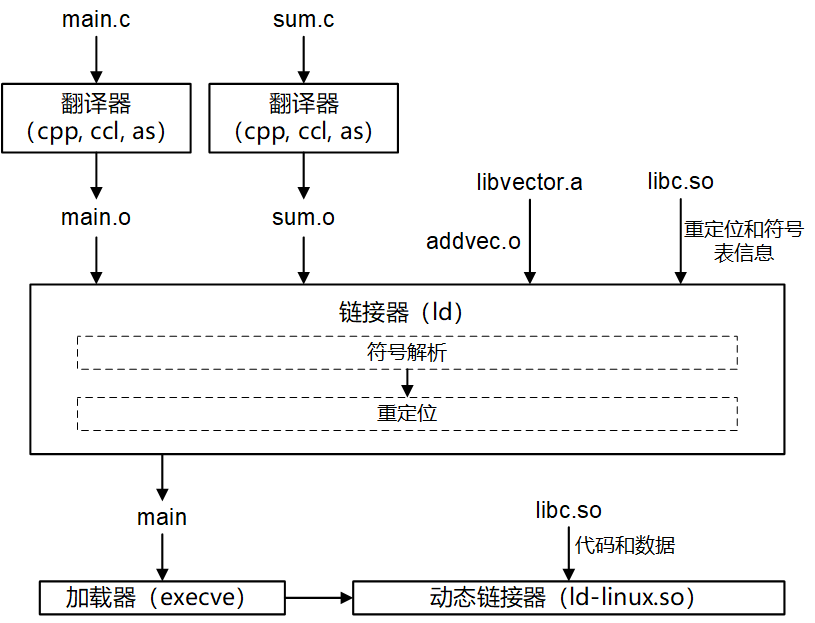 main.c
sum.c
翻译器
（cpp, ccl, as）
翻译器
（cpp, ccl, as）
main.o
sum.o
libvector.a
libc.so
addvec.o
重定位和符号
表信息
链接器（ld）
符号解析
重定位
main
libc.so
代码和数据
加载器（execve）
动态链接器（ld-linux.so）